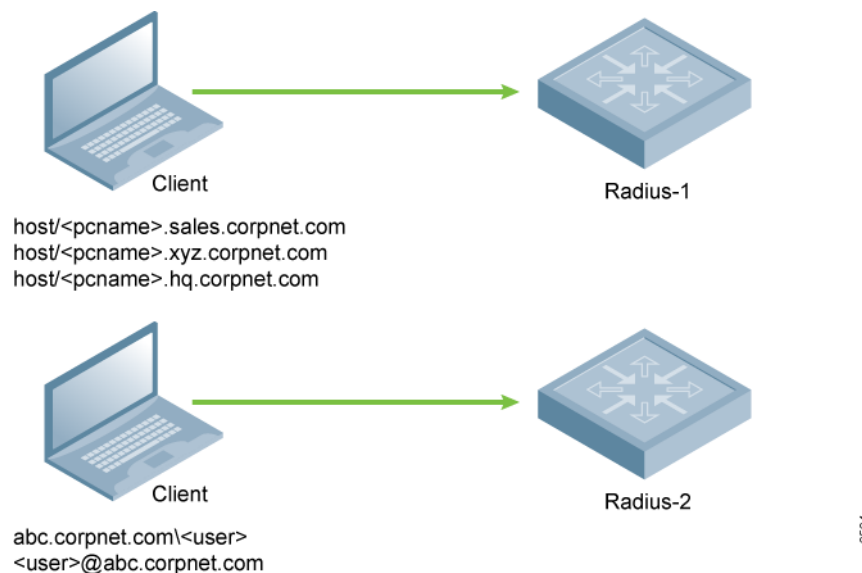 Client
Radius-1
host/<pcname>.sales.corpnet.com
host/<pcname>.xyz.corpnet.com
host/<pcname>.hq.corpnet.com
Client
Radius-2
abc.corpnet.com\<user>
<user>@abc.corpnet.com